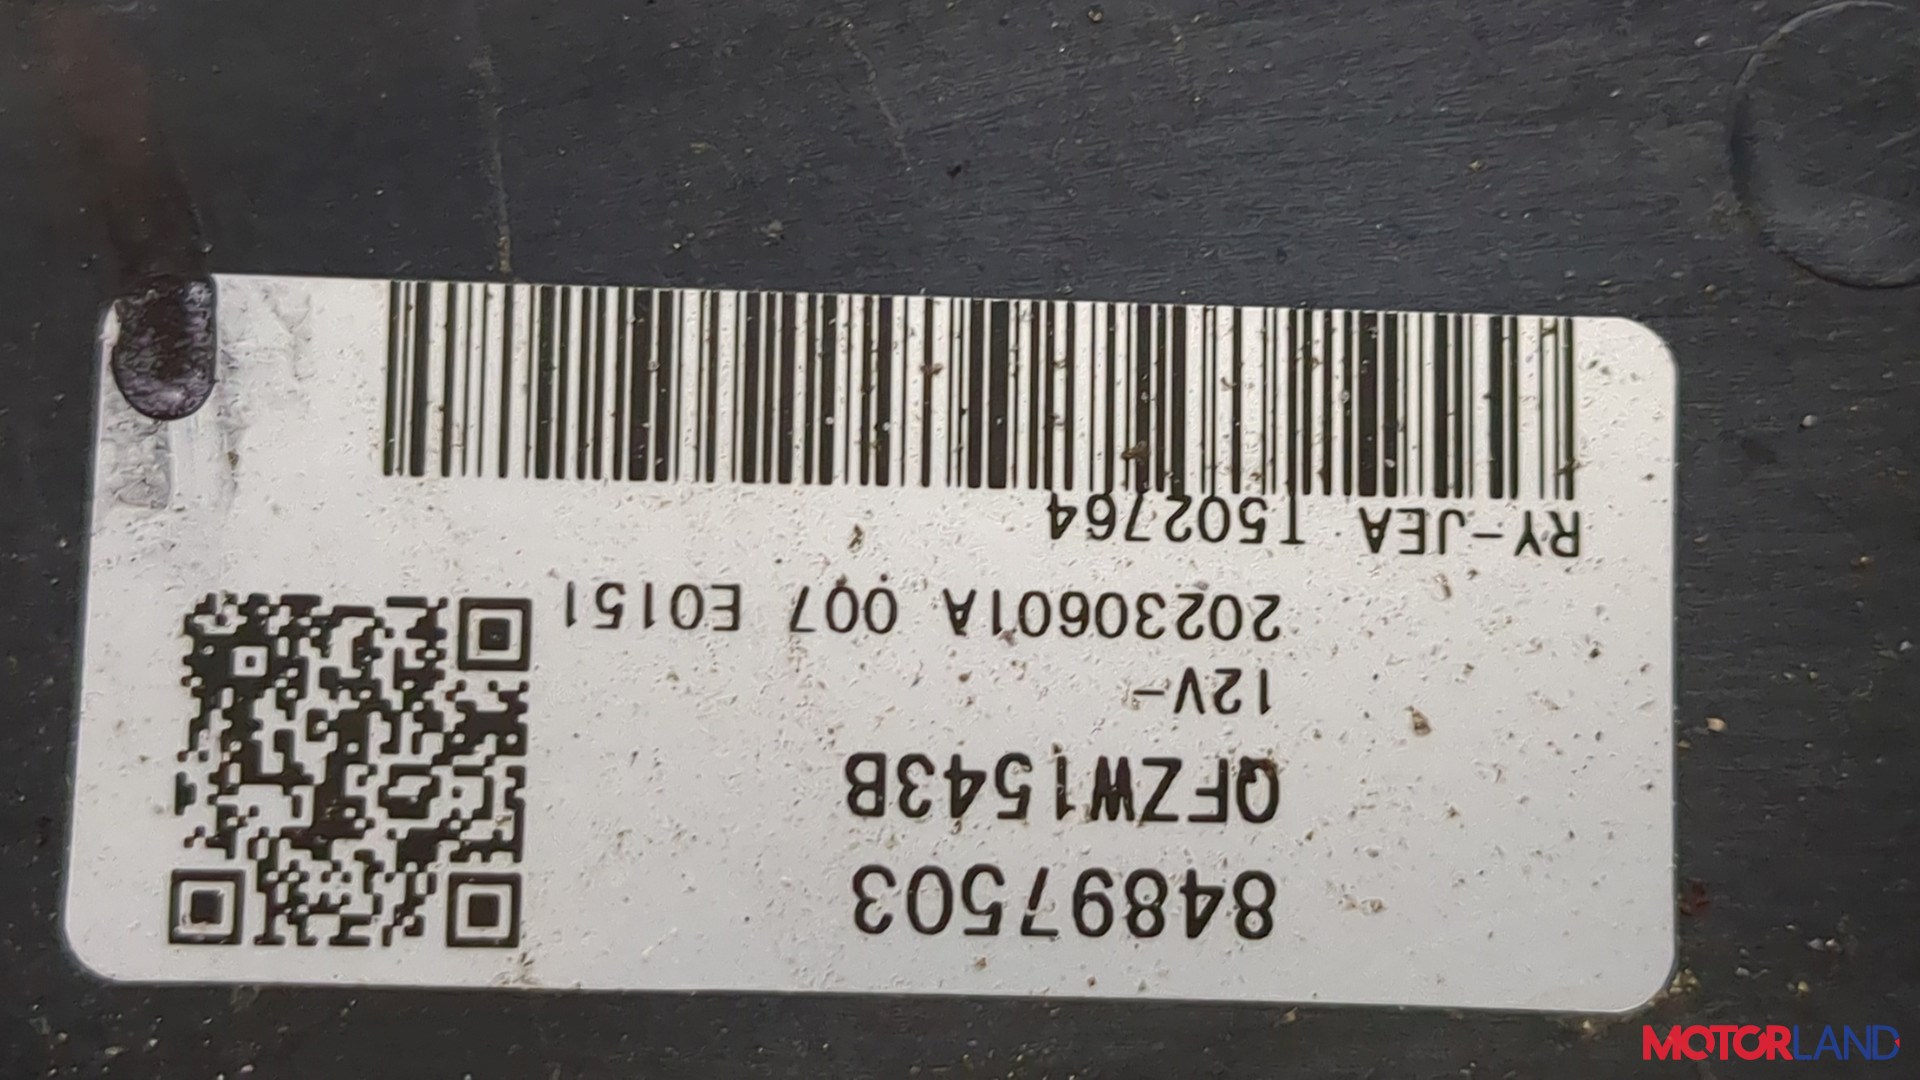 84897503
QFZW1543B
12V-
20230601A 007 E0151
RY-JEA T502764
MOTORLAND